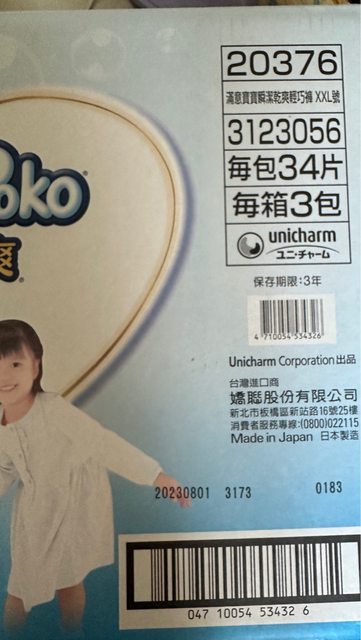 20376
滿意寶寶瞬潔乾爽輕巧褲 XXL號
3123056
每包34片
每箱3包
unicharm
ユニ・チャーム
保存期限:3年
4 710054 534326
Poko
爽
Unicharm Corporation 出品
台灣進口商
嬌聯股份有限公司
新北市板橋區新站路16號25樓
消費者服務專線:(0800)022115
Made in Japan 日本製造
20230801 3173 0183
047 10054 53432 6